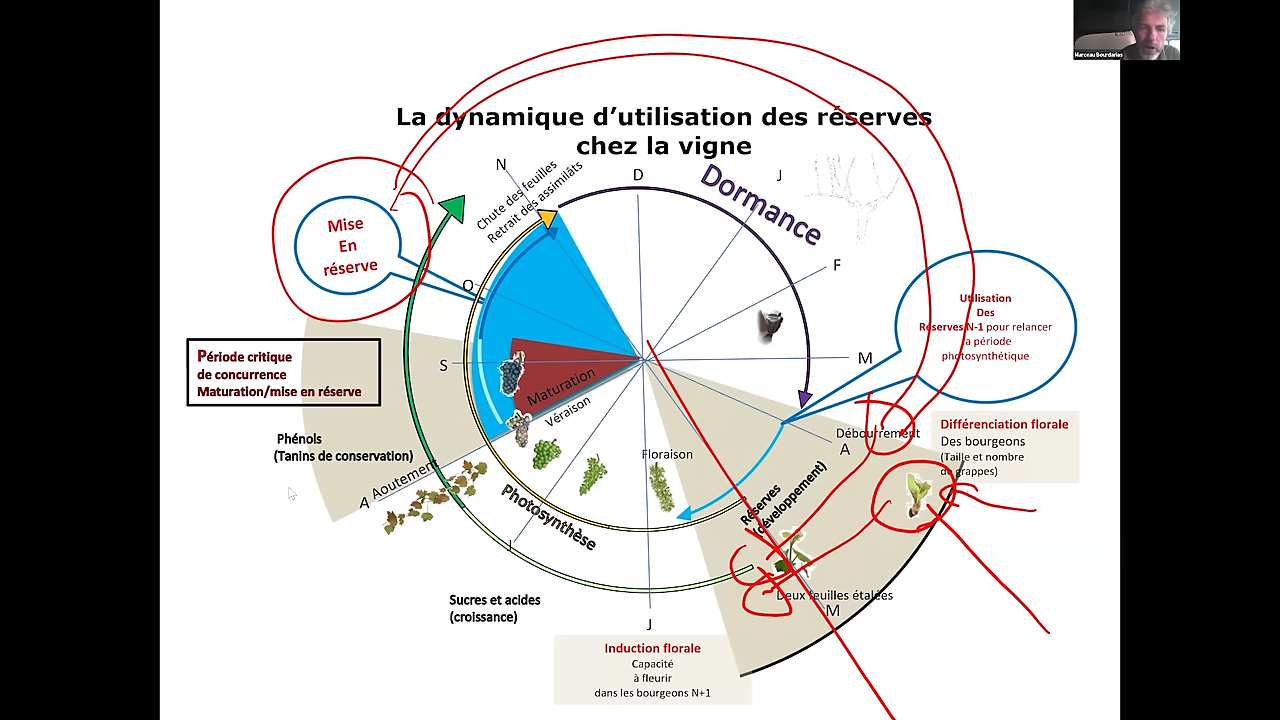 Marceau Bourdarias
La dynamique d’utilisation des réserves
chez la vigne
N
Chute des feuilles
Retrait des assimilâts
D
J
Dormance
Mise
En
réserve
F
O
Utilisation
Des
Réserves N-1 pour relancer
la période
photosynthétique
S
M
Période critique
de concurrence
Maturation/mise en réserve
Maturation
Véraison
Débourrement
A
Différenciation florale
Des bourgeons
(Taille et nombre
de grappes)
Phénois
(Tanins de conservation)
Floraison
A
Aoutement
Photosynthèse
Réserves
(développement)
J
Deux feuilles étalées
M
Sucres et acides
(croissance)
J
Induction florale
Capacité
à fleurir
dans les bourgeons N+1